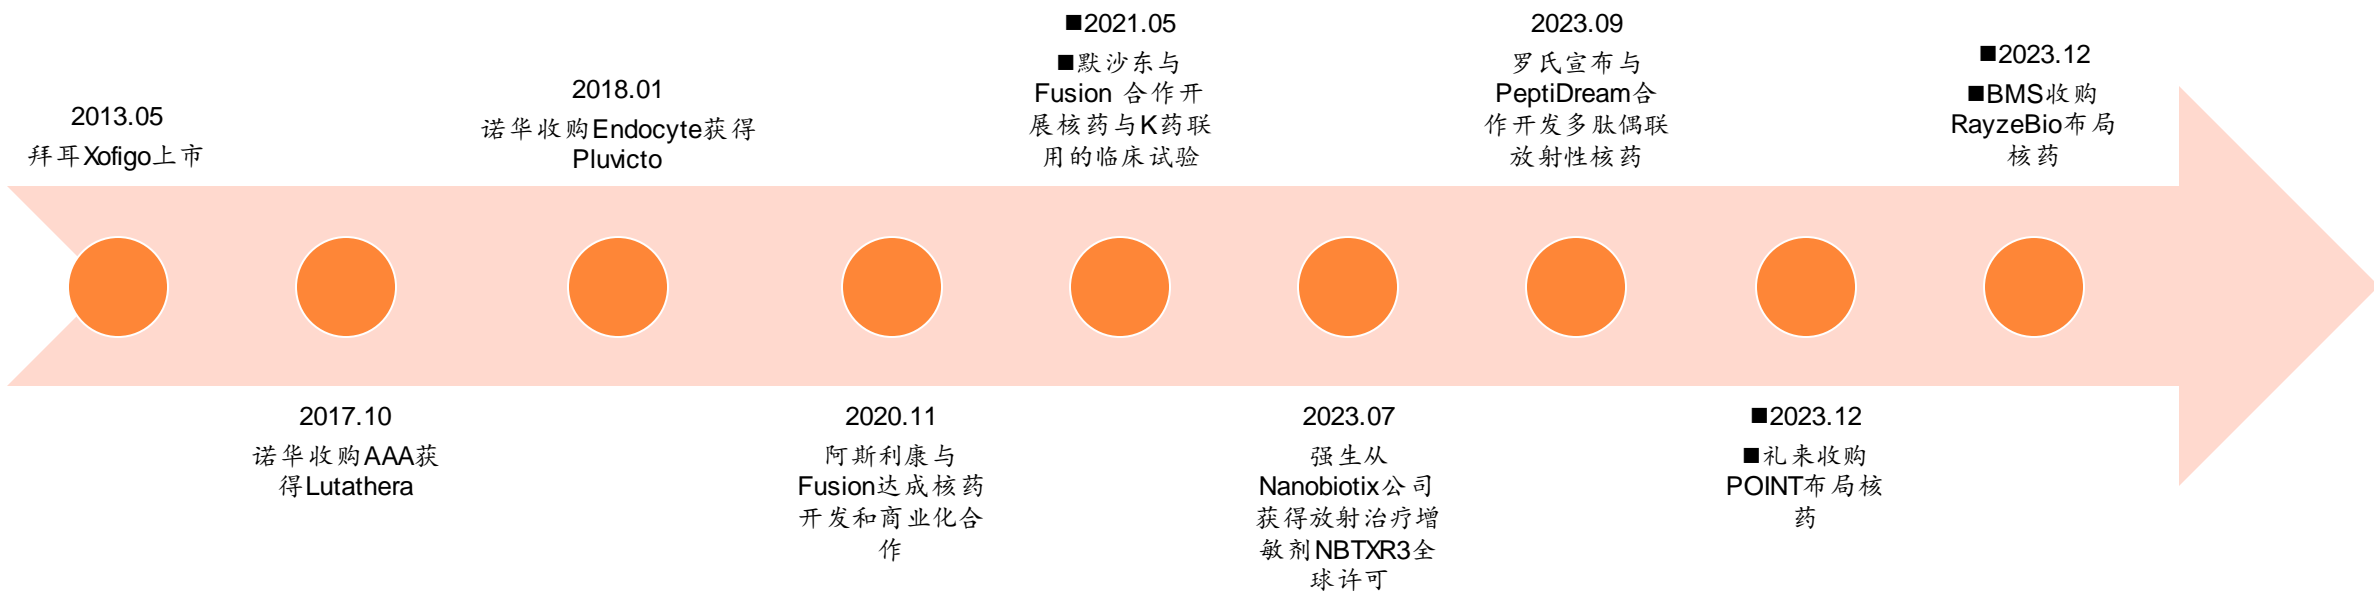 2013.05
拜耳Xofigo上市
2017.10
诺华收购AAA获
得Lutathera
2018.01
诺华收购Endocyte获得
Pluvicto
2020.11
阿斯利康与
Fusion达成核药
开发和商业化合
作
■2021.05
■默沙东与
Fusion 合作开
展核药与K药联
用的临床试验
2023.07
强生从
Nanobiotix公司
获得放射治疗增
敏剂NBTXR3全
球许可
2023.09
罗氏宣布与
PeptiDream合
作开发多肽偶联
放射性核药
■2023.12
■礼来收购
POINT布局核
药
■2023.12
■BMS收购
RayzeBio布局
核药